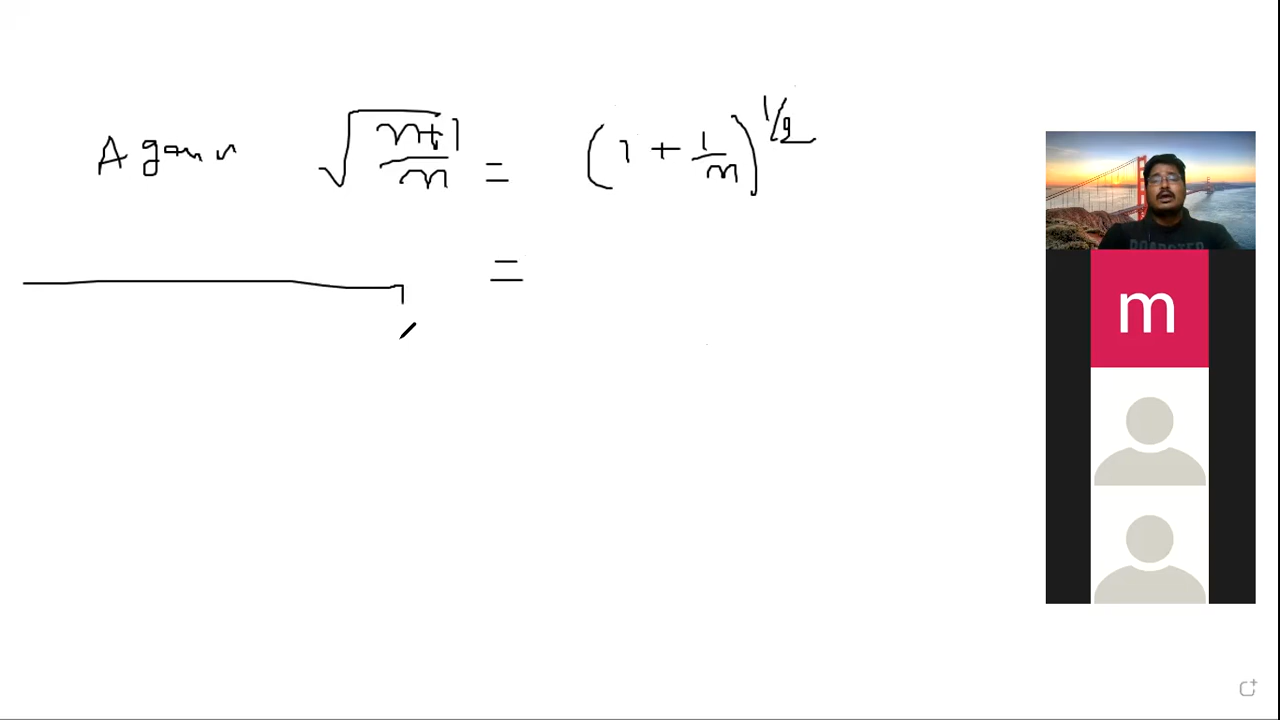 Again √(n+1/n) = (1 + 1/n)^1/2
=
m